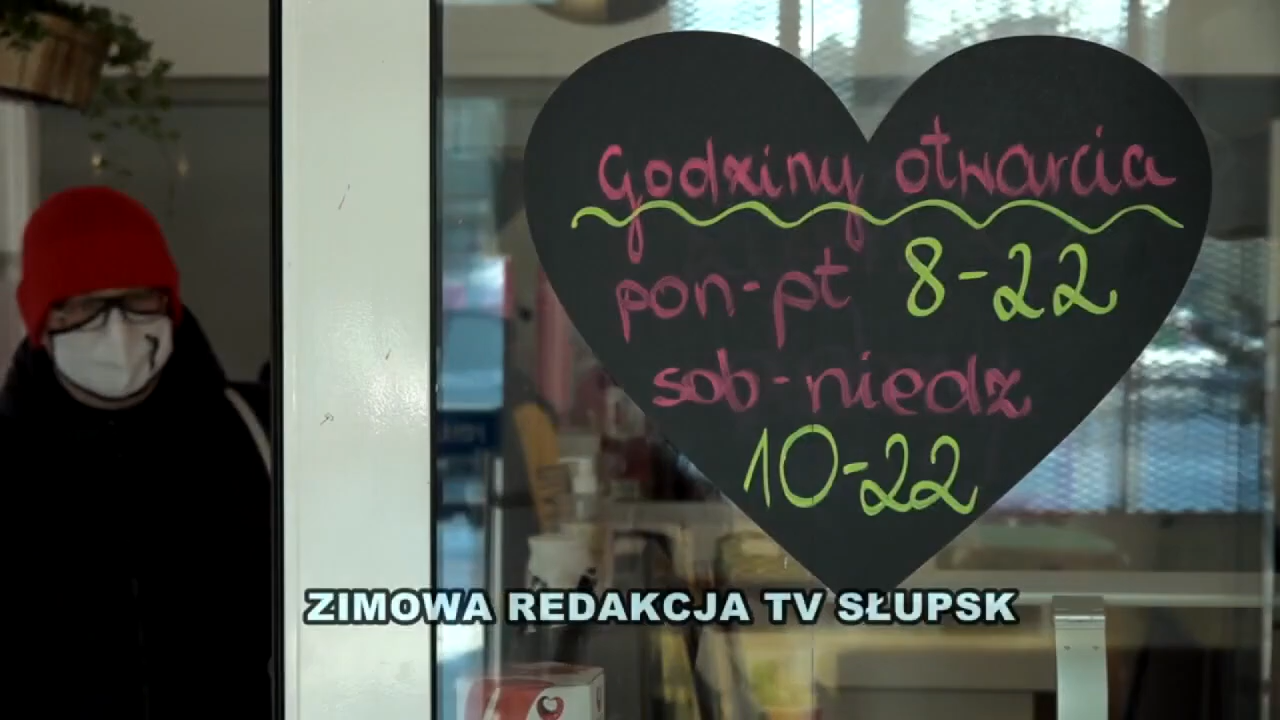 Godziny otwarcia
pon-pt 8-22
sob-niedz
10-22
ZIMOWA REDAKCJA TV SŁUPSK